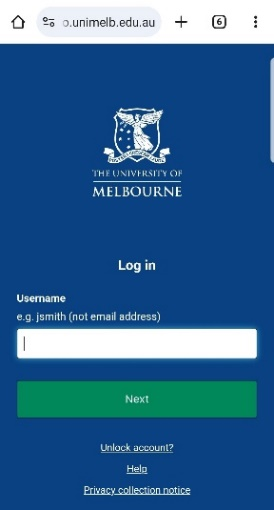 o.unimelb.edu.au
6
THE UNIVERSITY OF
MELBOURNE
Log in
Username
e.g. jsmith (not email address)
Next
Unlock account?
Help
Privacy collection notice